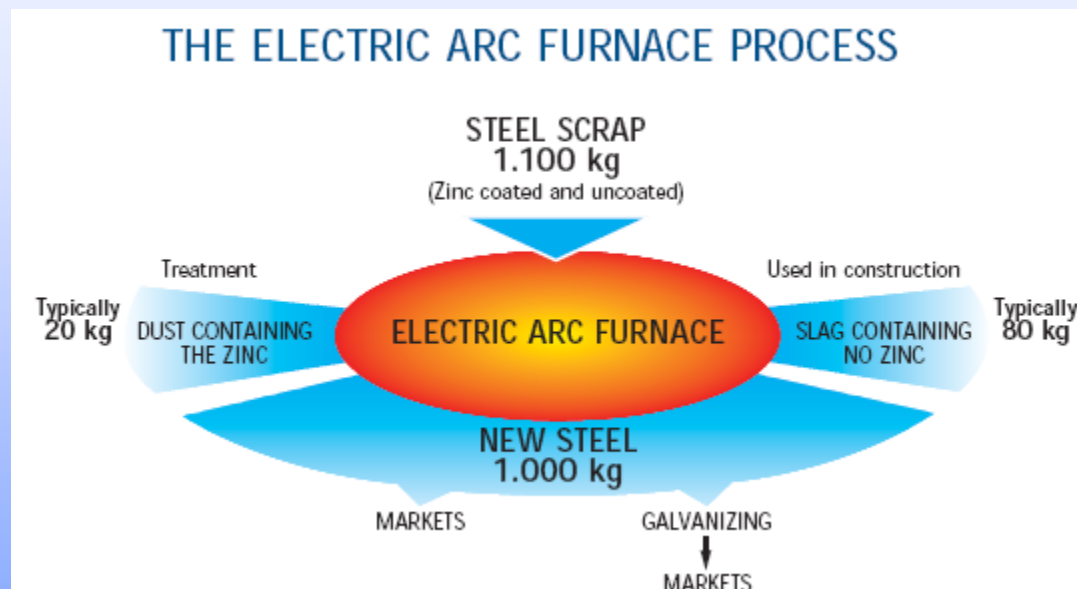 THE ELECTRIC ARC FURNACE PROCESS
STEEL SCRAP
1.100 kg
(Zinc coated and uncoated)
Treatment
Used in construction
Typically
20 kg
DUST CONTAINING
THE ZINC
ELECTRIC ARC FURNACE
SLAG CONTAINING
NO ZINC
Typically
80 kg
NEW STEEL
1.000 kg
MARKETS
GALVANIZING
MARKETS